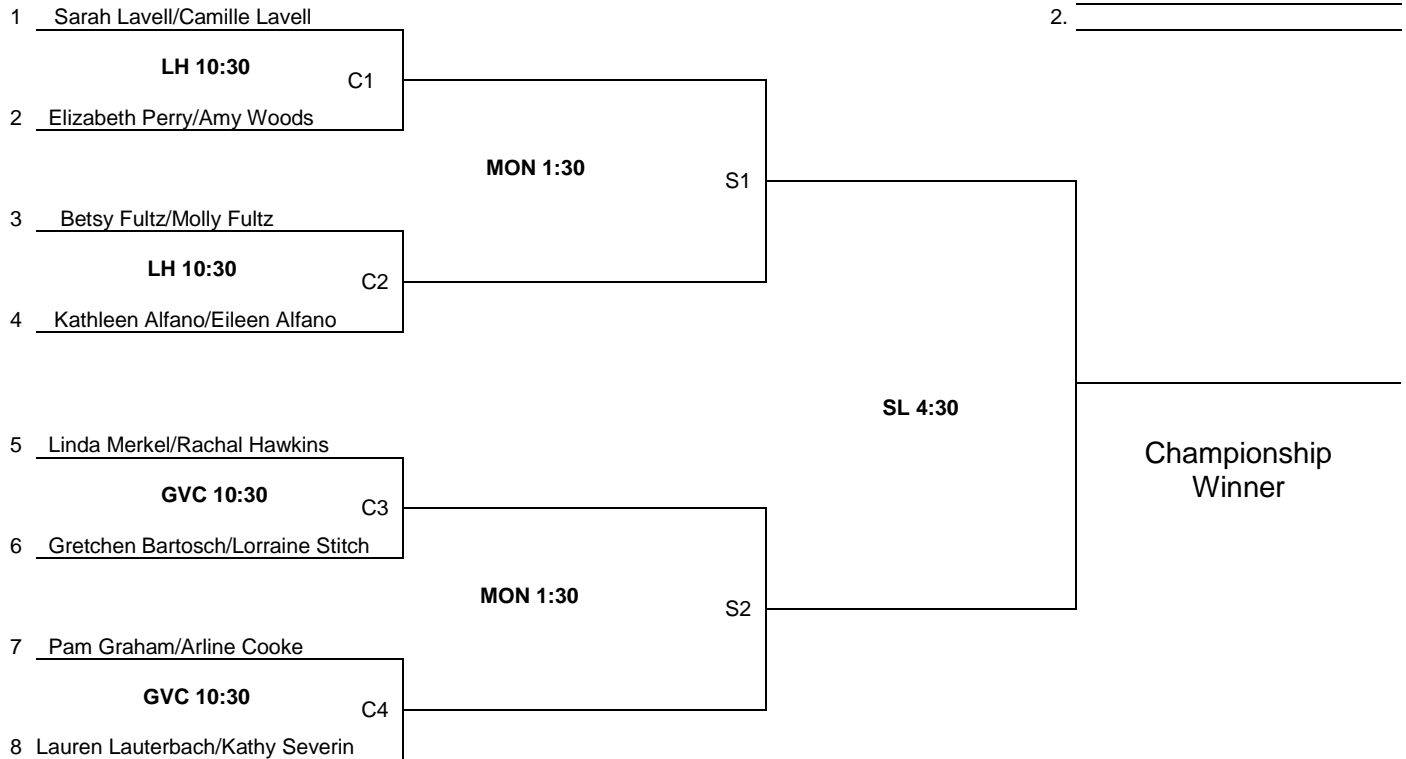 1 Sarah Lavell/Camille Lavell
2.
LH 10:30
C1
2 Elizabeth Perry/Amy Woods
MON 1:30
S1
3 Betsy Fultz/Molly Fultz
LH 10:30
C2
4 Kathleen Alfano/Eileen Alfano
SL 4:30
5 Linda Merkel/Rachal Hawkins
Championship
Winner
GVC 10:30
C3
6 Gretchen Bartosch/Lorraine Stitch
MON 1:30
S2
7 Pam Graham/Arline Cooke
GVC 10:30
C4
8 Lauren Lauterbach/Kathy Severin